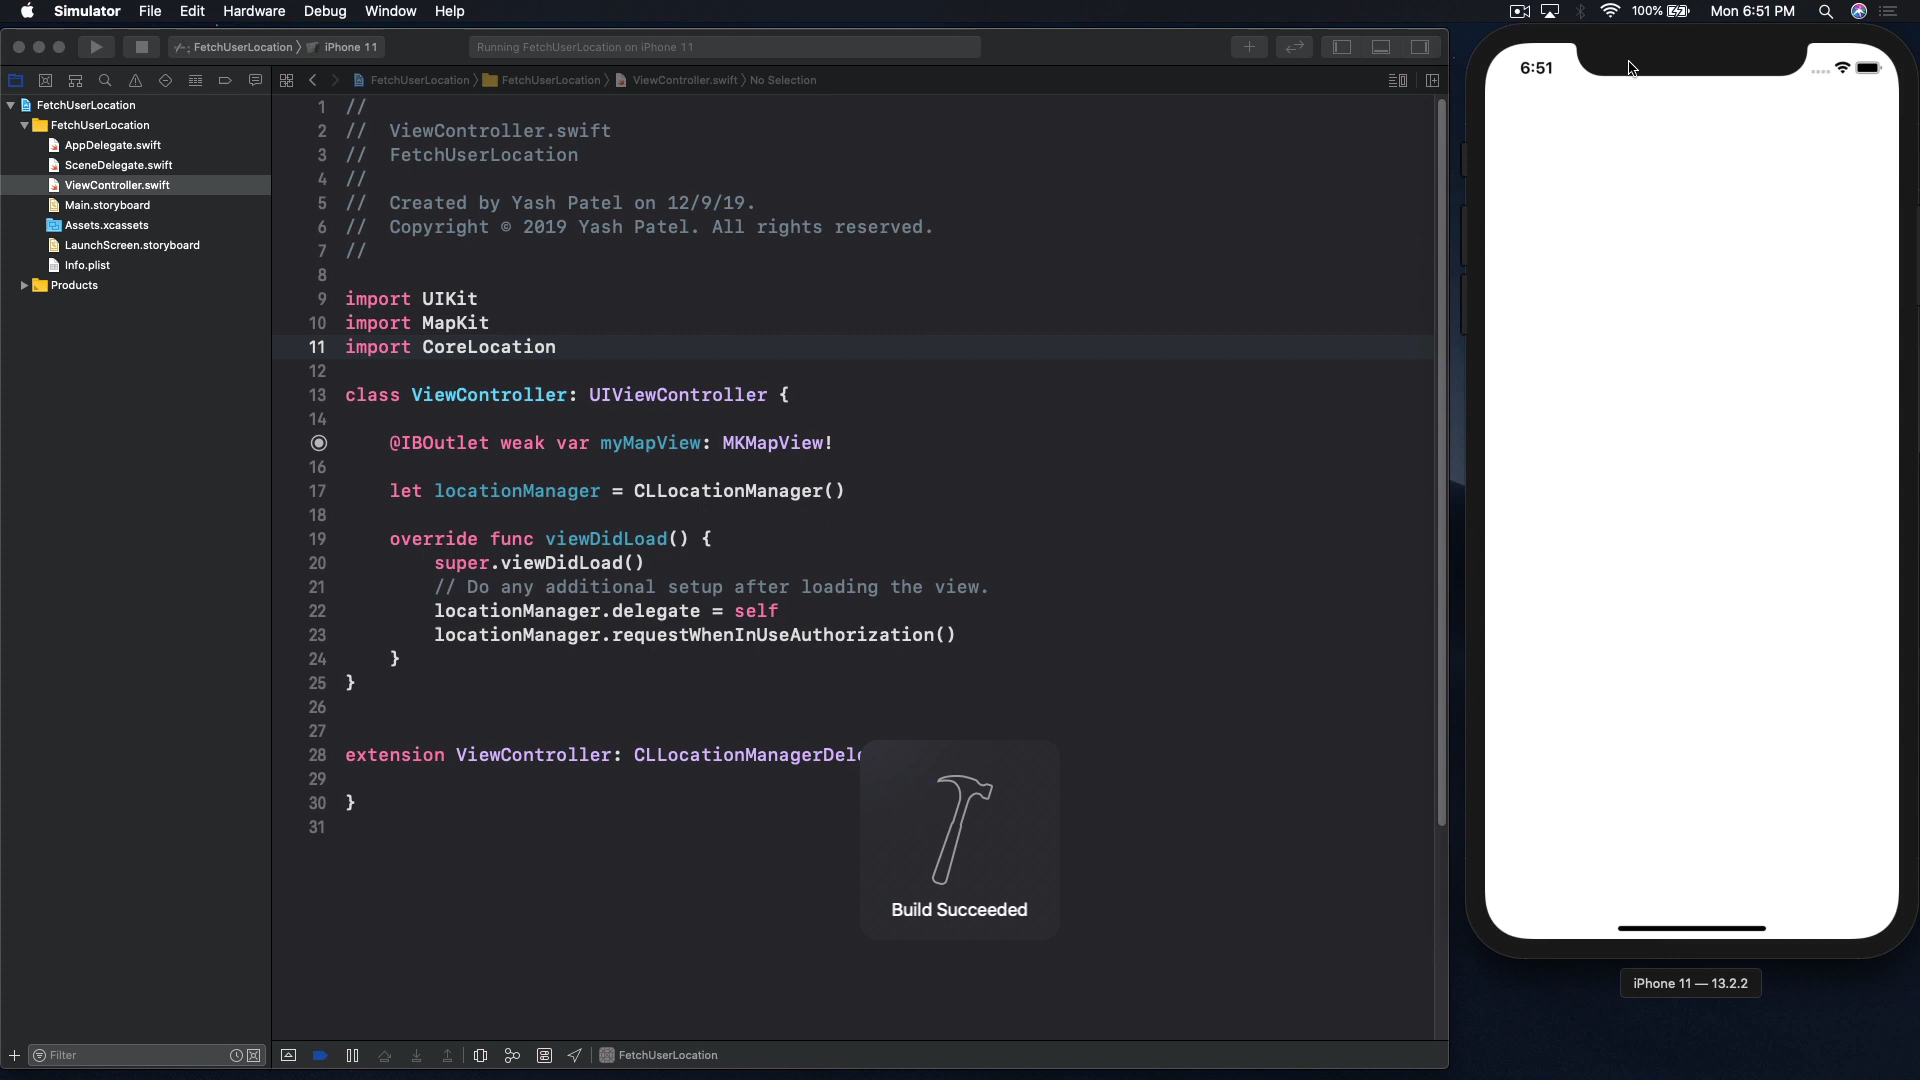 Simulator File Edit Hardware Debug Window Help 100% Mon 6:51 PM
FetchUserLocation iPhone 11 Running FetchUserLocation on iPhone 11
FetchUserLocation FetchUserLocation ViewController.swift No Selection
FetchUserLocation
FetchUserLocation
AppDelegate.swift
SceneDelegate.swift
ViewController.swift
Main.storyboard
Assets.xcassets
LaunchScreen.storyboard
Info.plist
Products
Filter
1 //
2 //  ViewController.swift
3 //  FetchUserLocation
4 //
5 //  Created by Yash Patel on 12/9/19.
6 //  Copyright © 2019 Yash Patel. All rights reserved.
7 //
8
9 import UIKit
10 import MapKit
11 import CoreLocation
12
13 class ViewController: UIViewController {
14
@IBOutlet weak var myMapView: MKMapView!
16
17 let locationManager = CLLocationManager()
18
19 override func viewDidLoad() {
20 super.viewDidLoad()
21 // Do any additional setup after loading the view.
22 locationManager.delegate = self
23 locationManager.requestWhenInUseAuthorization()
24 }
25 }
26
27
28 extension ViewController: CLLocationManagerDele
29
30 }
31
Build Succeeded
FetchUserLocation
6:51
iPhone 11 — 13.2.2